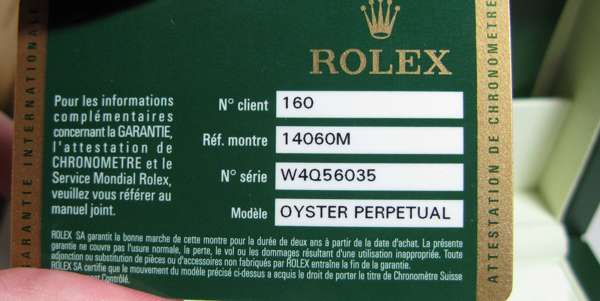 ROLEX
GARANTIE INTERNATIONALE
Pour les informations
complémentaires
concernant la GARANTIE,
l'attestation de
CHRONOMETRE et le
Service Mondial Rolex,
veuillez vous référer au
manuel joint.
N° client 160
Réf. montre 14060M
N° série W4Q56035
Modèle OYSTER PERPETUAL
ATTESTATION DE CHRONOMETRE
ROLEX SA garantit la bonne marche de cette montre pour la durée de deux ans à partir de la date d'achat. La présente
garantie ne couvre pas l'usure normale, la perte, le vol ou les dommages résultant d'une utilisation inappropriée. Toute
adjonction ou substitution de pièces ou d'accessoires non fabriqués par ROLEX entraîne la fin de la garantie.
ROLEX SA certifie que le mouvement du modèle précité ci-dessus a acquis le droit de porter le titre de Chronomètre Suisse
Contrôlé.